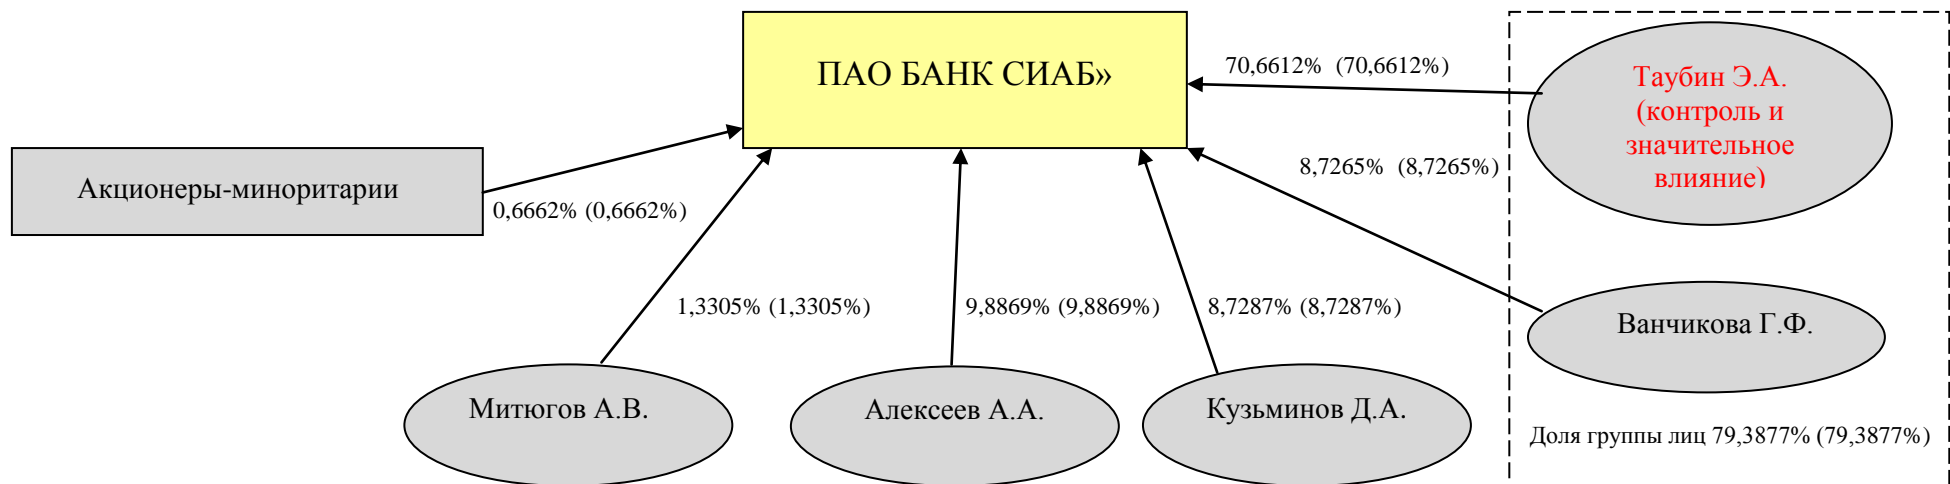 ПАО БАНК СИАБ»
70,6612% (70,6612%)
Таубин Э.А.
(контроль и
значительное
влияние)
Акционеры-миноритарии
0,6662% (0,6662%)
8,7265% (8,7265%)
1,3305% (1,3305%)
9,8869% (9,8869%)
8,7287% (8,7287%)
Ванчикова Г.Ф.
Митюгов А.В.
Алексеев А.А.
Кузьминов Д.А.
Доля группы лиц 79,3877% (79,3877%)